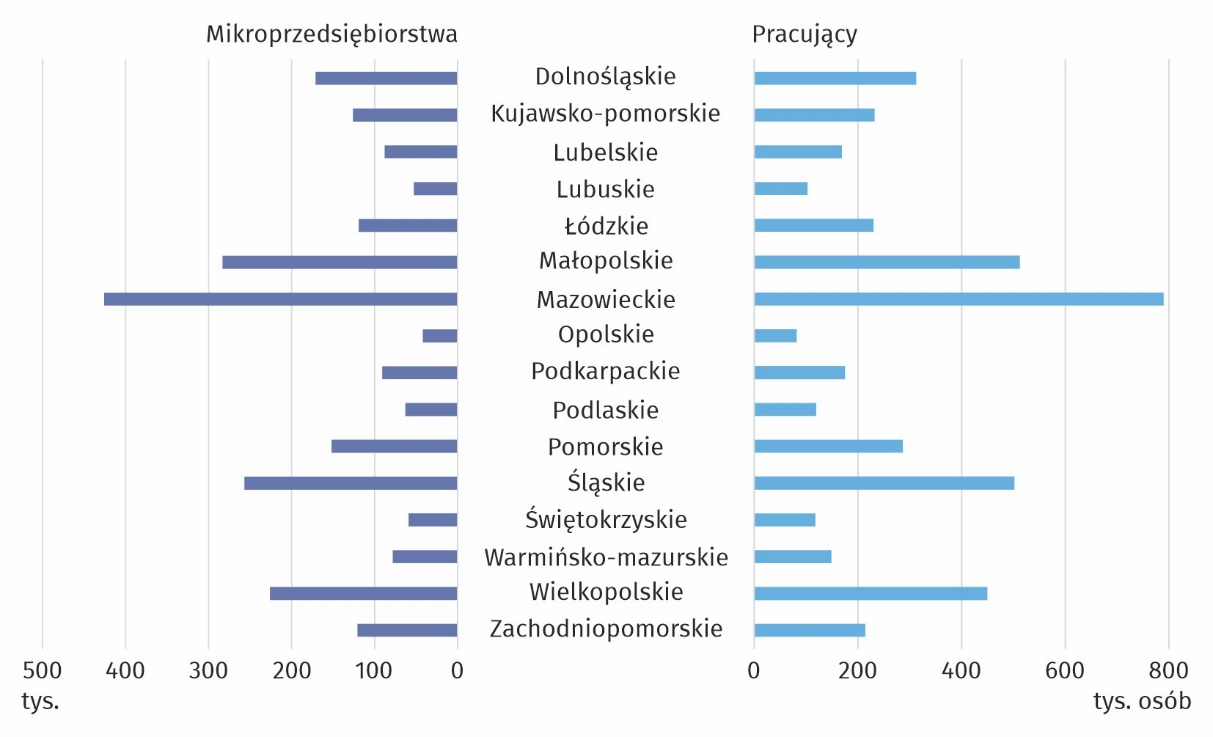 Mikroprzedsiębiorstwa Pracujący
Dolnośląskie
Kujawsko-pomorskie
Lubelskie
Lubuskie
Łódzkie
Małopolskie
Mazowieckie
Opolskie
Podkarpackie
Podlaskie
Pomorskie
Śląskie
Świętokrzyskie
Warmińsko-mazurskie
Wielkopolskie
Zachodniopomorskie
500 400 300 200 100 0 0 200 400 600 800
tys. tys. osób